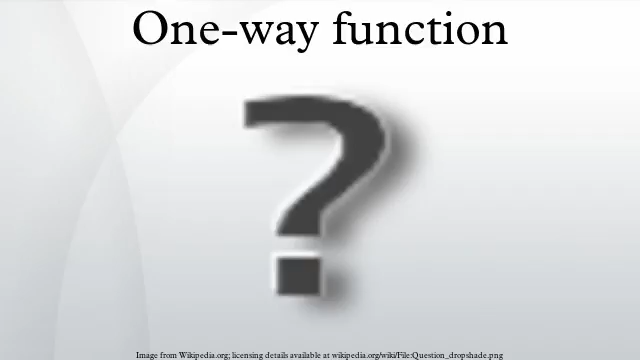 One-way function
?
Image from Wikipedia.org; licensing details available at wikipedia.org/wiki/File:Question_dropshade.png